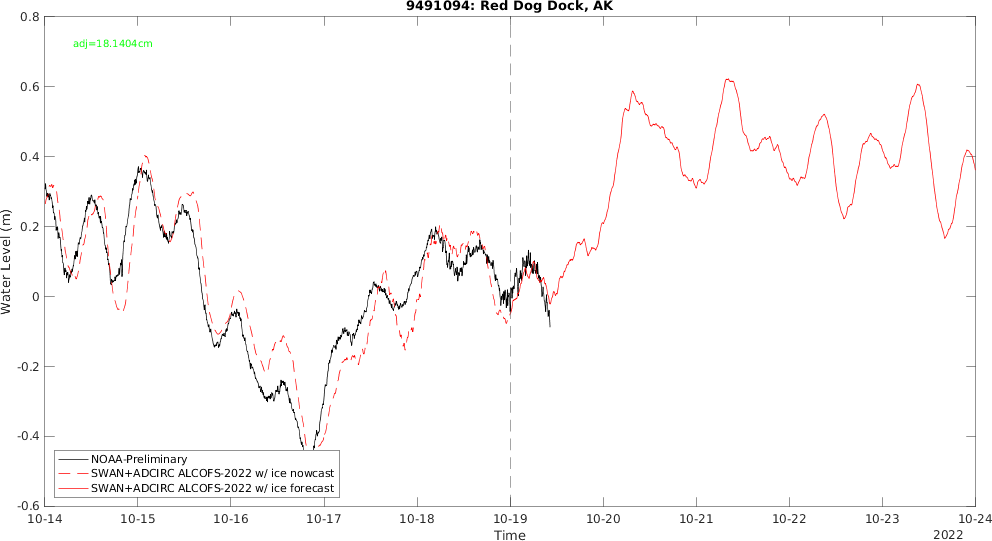 9491094: Red Dog Dock, AK
adj=18.1404cm
Water Level (m)
0.8
0.6
0.4
0.2
0
-0.2
-0.4
-0.6
NOAA-Preliminary
SWAN+ADCIRC ALCOFS-2022 w/ ice nowcast
SWAN+ADCIRC ALCOFS-2022 w/ ice forecast
10-14 10-15 10-16 10-17 10-18 10-19 10-20 10-21 10-22 10-23 10-24
Time
2022